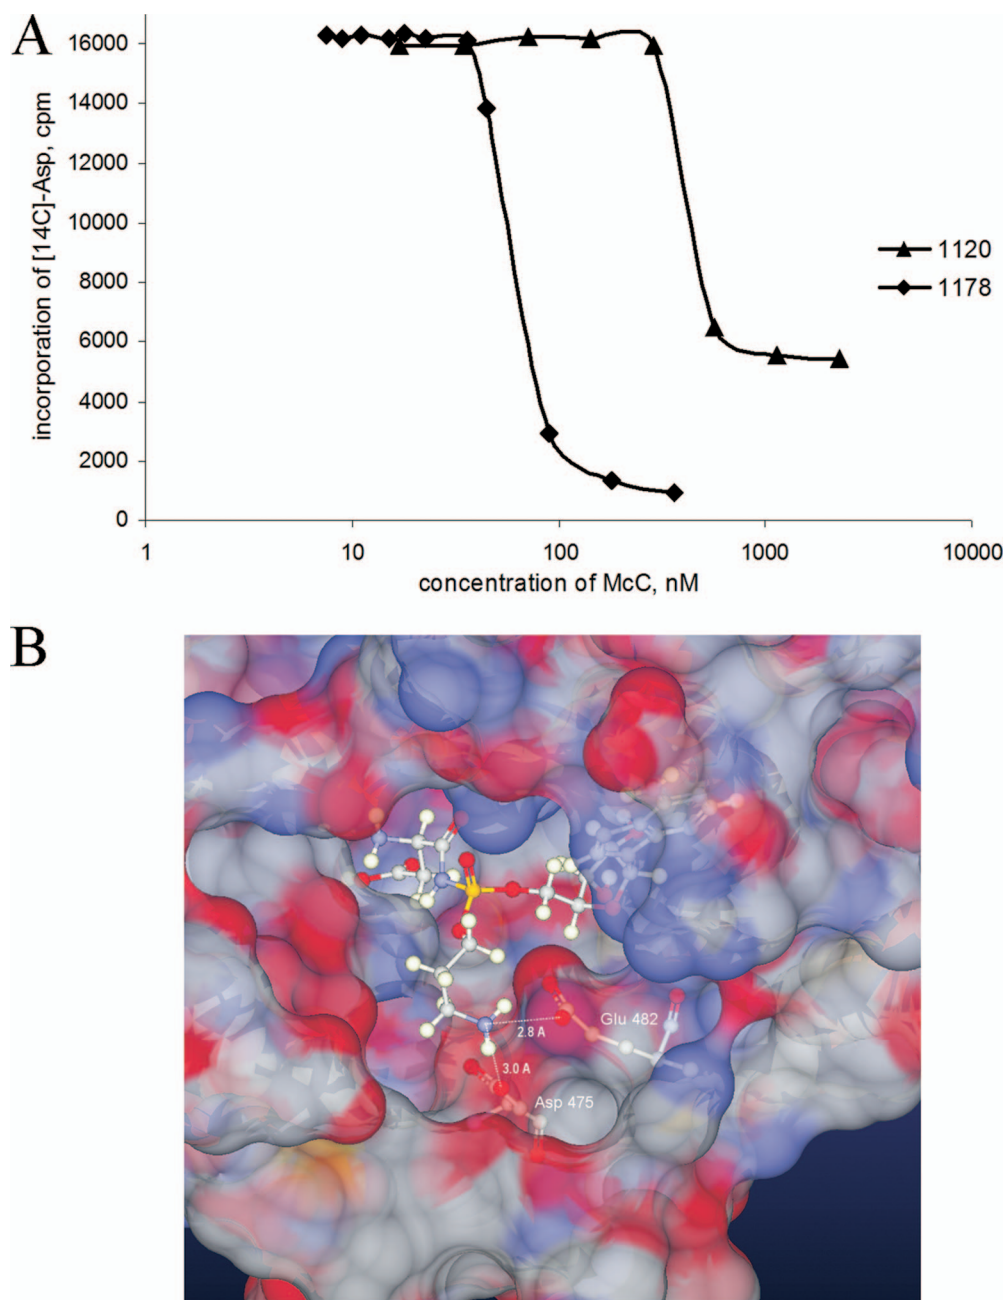 A
incorporation of [14C]-Asp, cpm
16000
14000
12000
10000
8000
6000
4000
2000
0
1
10
100
1000
10000
concentration of McC, nM
1120
1178
B
Glu 482
2.8 A
3.0 A
Asp 475